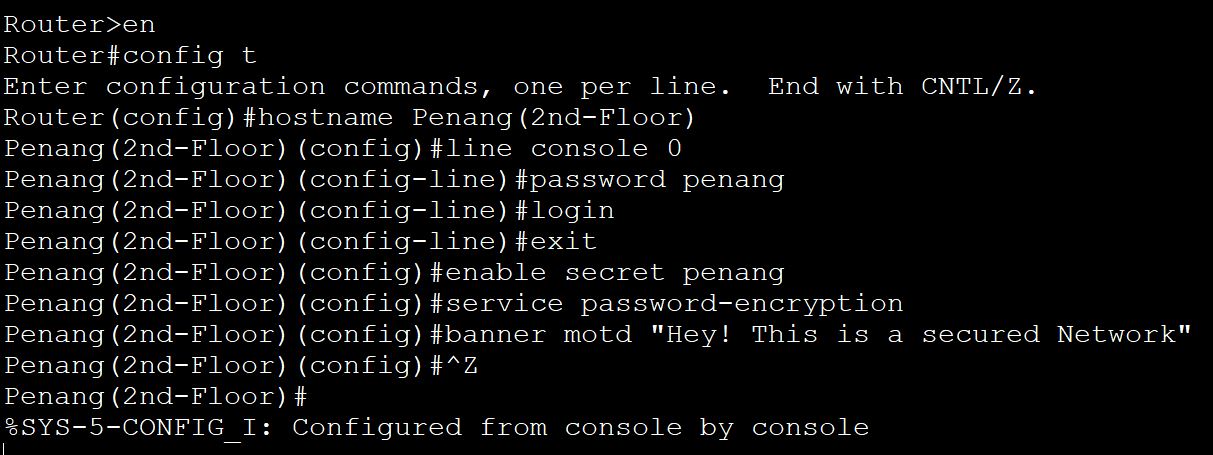 Router>en
Router#config t
Enter configuration commands, one per line.  End with CNTL/Z.
Router(config)#hostname Penang(2nd-Floor)
Penang(2nd-Floor)(config)#line console 0
Penang(2nd-Floor)(config-line)#password penang
Penang(2nd-Floor)(config-line)#login
Penang(2nd-Floor)(config-line)#exit
Penang(2nd-Floor)(config)#enable secret penang
Penang(2nd-Floor)(config)#service password-encryption
Penang(2nd-Floor)(config)#banner motd "Hey! This is a secured Network"
Penang(2nd-Floor)(config)#^Z
Penang(2nd-Floor)#
%SYS-5-CONFIG_I: Configured from console by console